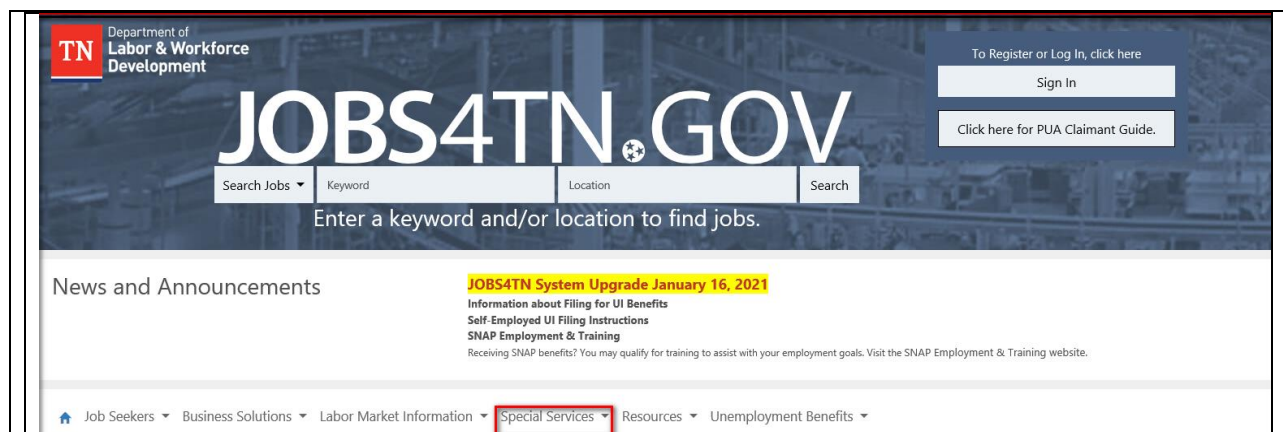 TN
Department of
Labor & Workforce
Development
To Register or Log In, click here
Sign In
Click here for PUA Claimant Guide.
JOBS4TN.GOV
Search Jobs Keyword Location Search
Enter a keyword and/or location to find jobs.
News and Announcements
JOBS4TN System Upgrade January 16, 2021
Information about Filing for UI Benefits
Self-Employed UI Filing Instructions
SNAP Employment & Training
Receiving SNAP benefits? You may qualify for training to assist with your employment goals. Visit the SNAP Employment & Training website.
Job Seekers Business Solutions Labor Market Information Special Services Resources Unemployment Benefits